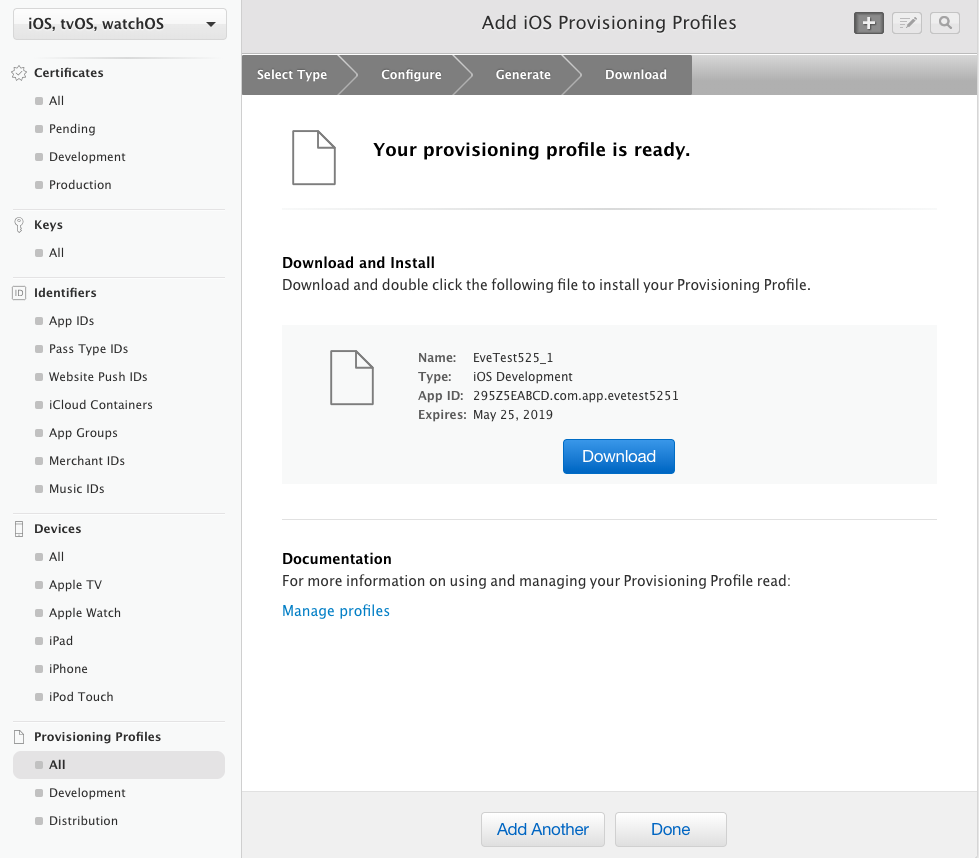 iOS, tvOS, watchOS
Certificates
All
Pending
Development
Production
Keys
All
ID Identifiers
App IDs
Pass Type IDs
Website Push IDs
iCloud Containers
App Groups
Merchant IDs
Music IDs
Devices
All
Apple TV
Apple Watch
iPad
iPhone
iPod Touch
Provisioning Profiles
All
Development
Distribution
Add iOS Provisioning Profiles
Select Type Configure Generate Download
Your provisioning profile is ready.
Download and Install
Download and double click the following file to install your Provisioning Profile.
Name: EveTest525_1
Type: iOS Development
App ID: 295Z5EABCD.com.app.evetest5251
Expires: May 25, 2019
Download
Documentation
For more information on using and managing your Provisioning Profile read:
Manage profiles
Add Another Done